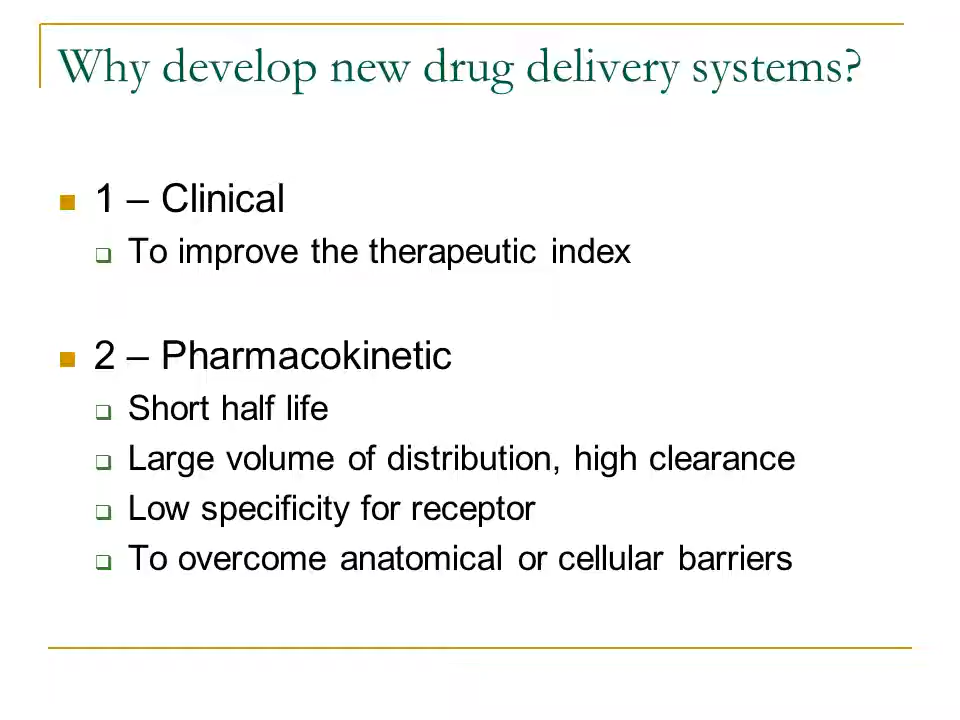 Why develop new drug delivery systems?
1 – Clinical
To improve the therapeutic index
2 – Pharmacokinetic
Short half life
Large volume of distribution, high clearance
Low specificity for receptor
To overcome anatomical or cellular barriers